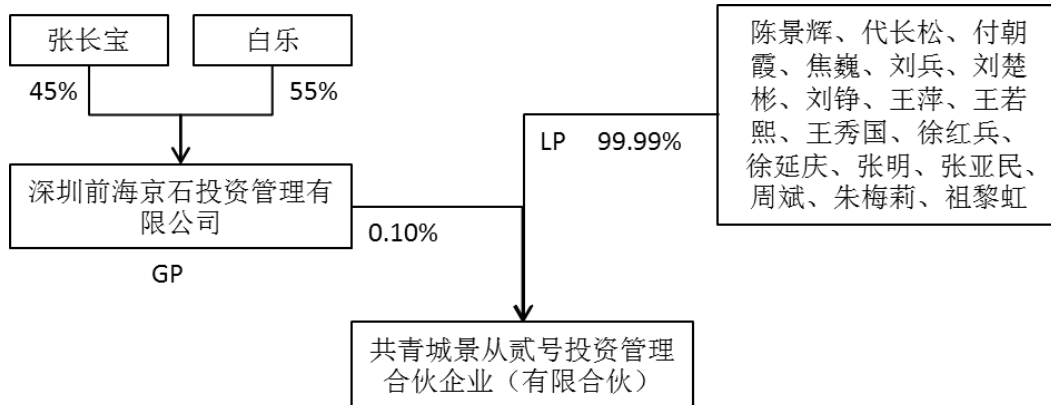 张长宝
白乐
45%
55%
深圳前海京石投资管理有
限公司
GP
0.10%
LP 99.99%
陈景辉、代长松、付朝
霞、焦巍、刘兵、刘楚
彬、刘铮、王萍、王若
熙、王秀国、徐红兵、
徐延庆、张明、张亚民、
周斌、朱梅莉、祖黎虹
共青城景从贰号投资管理
合伙企业（有限合伙）